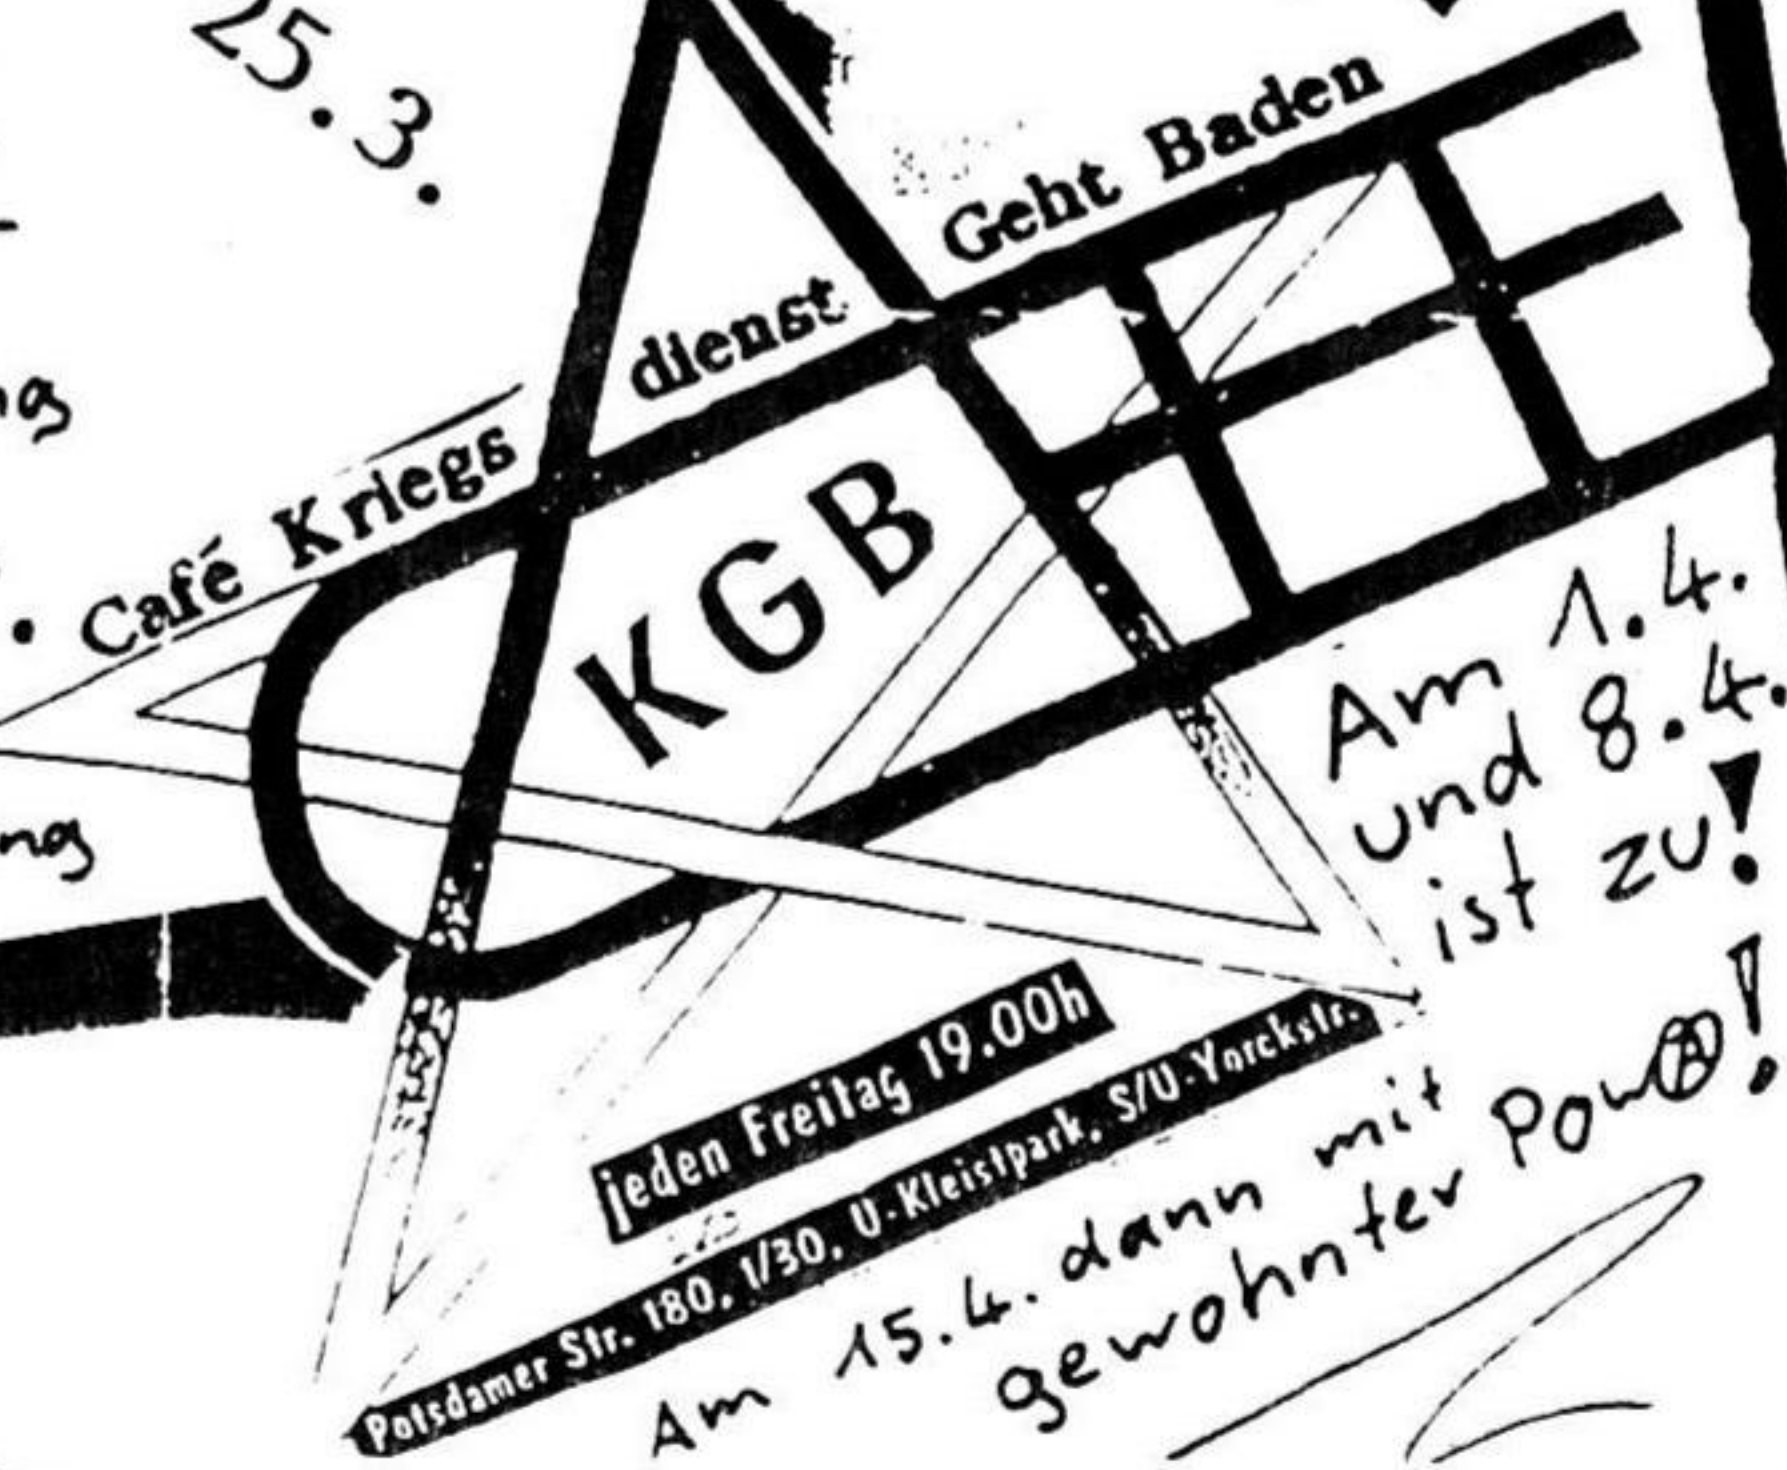 25.3.
Café Kriegs dienst Geht Baden
KGB
Am 1.4.
und 8.4.
ist zu!
jeden Freitag 19.00h
Potsdamer Str. 180, 1/30, U-Kleistpark, S/U-Yorckstr.
Am 15.4. dann mit
gewohnter PowⒶ!